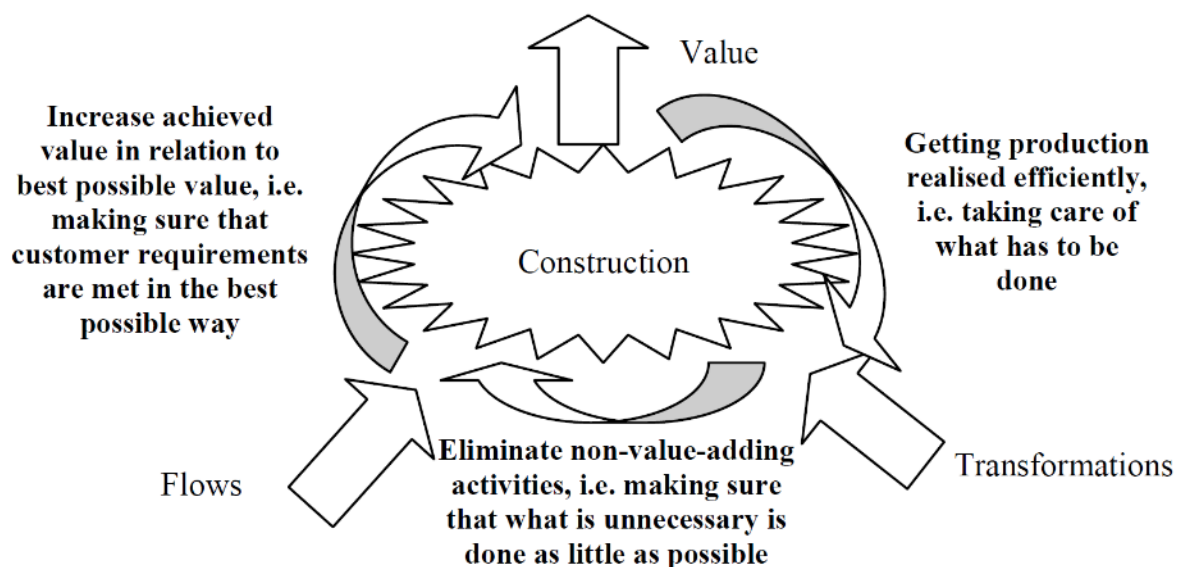 Value
Increase achieved
value in relation to
best possible value, i.e.
making sure that
customer requirements
are met in the best
possible way
Getting production
realised efficiently,
i.e. taking care of
what has to be
done
Construction
Flows
Eliminate non-value-adding
activities, i.e. making sure
that what is unnecessary is
done as little as possible
Transformations